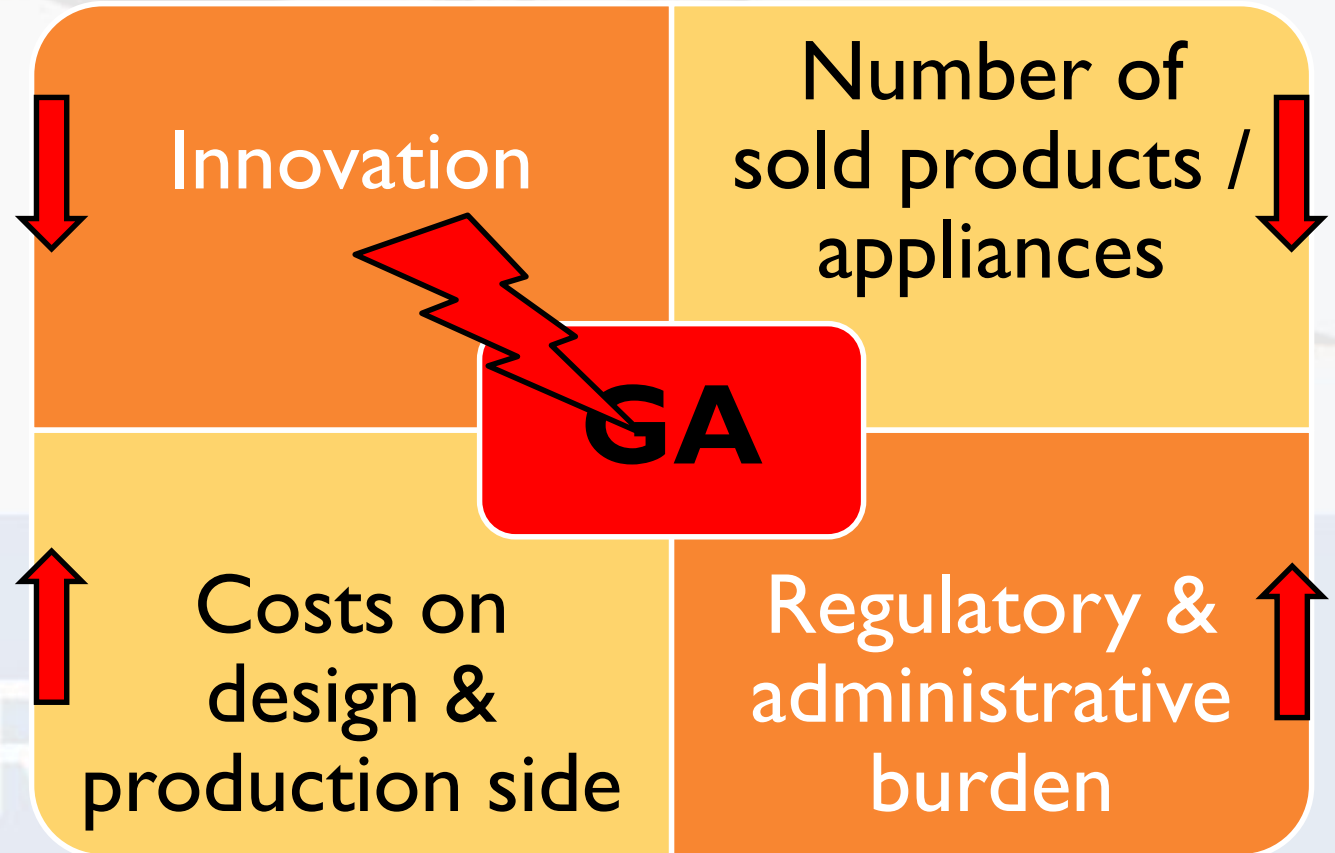 Innovation
Number of
sold products /
appliances
GA
Costs on
design &
production side
Regulatory &
administrative
burden